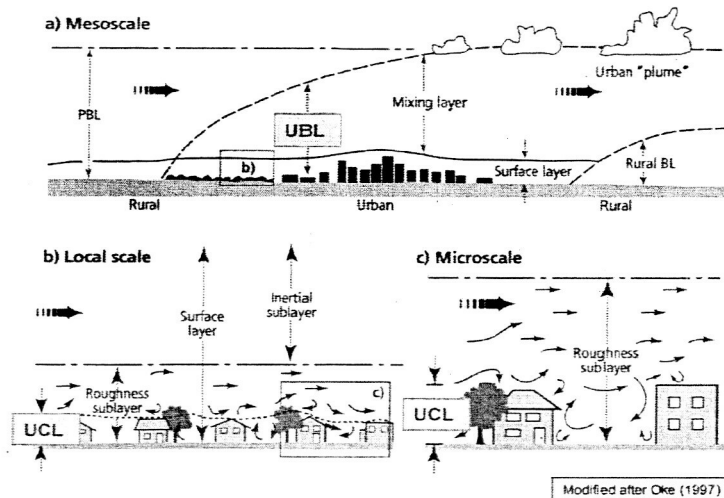 a) Mesoscale
Urban "plume"
PBL
Mixing layer
UBL
b)
Surface layer
Rural BL
Rural
Urban
Rural
b) Local scale
Surface
layer
Inertial
sublayer
Roughness
sublayer
c)
UCL
c) Microscale
Roughness
sublayer
UCL
Modified after Oke (1997)